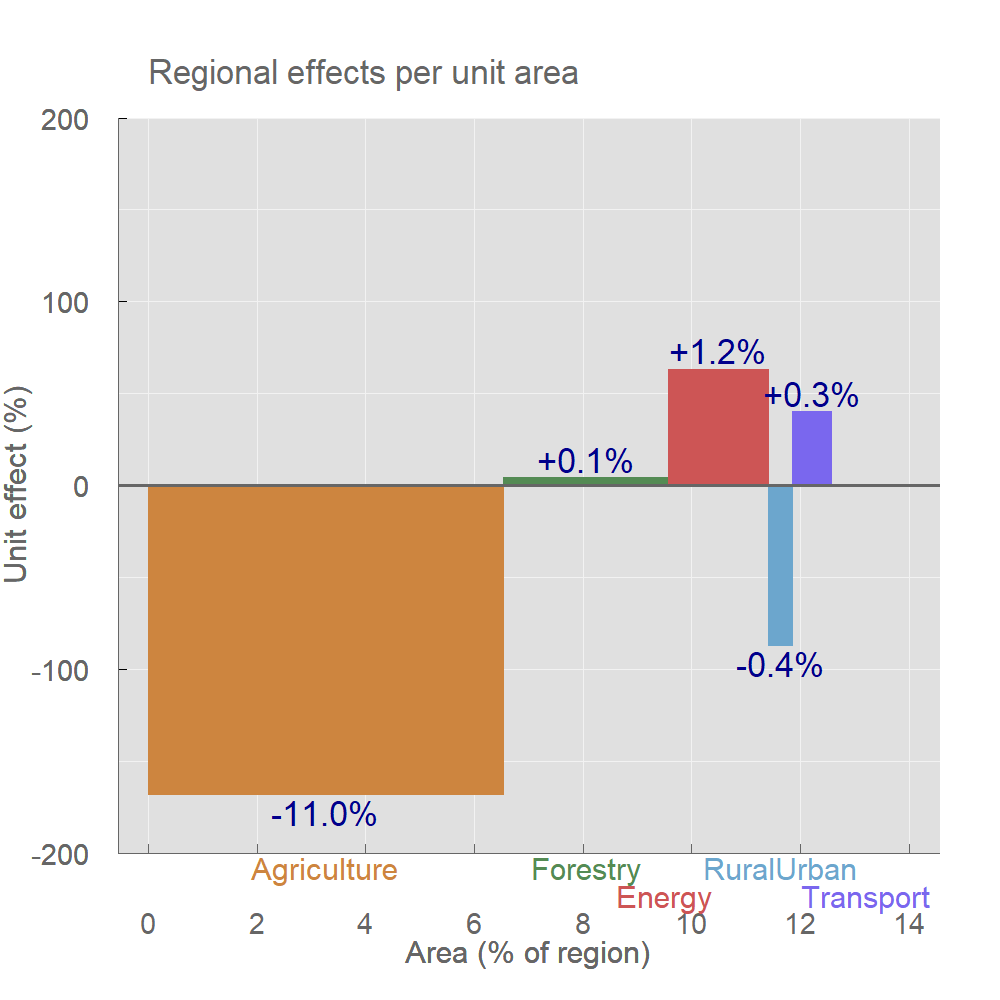 Regional effects per unit area
200
100
0
-100
-200
Unit effect (%)
+1.2%
+0.3%
+0.1%
-0.4%
-11.0%
Agriculture Forestry RuralUrban
Energy Transport
0 2 4 6 8 10 12 14
Area (% of region)